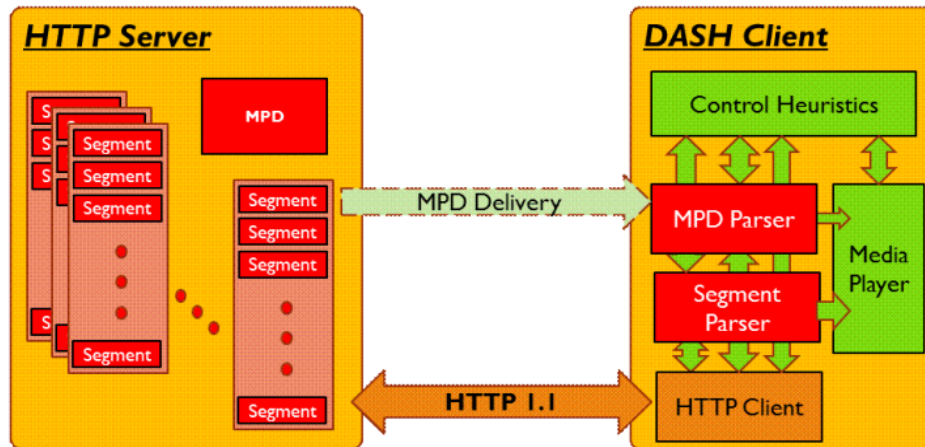 HTTP Server
MPD
S
S
Segment
Segment
Segment
Segment
Segment
Segment
Segment
S
Segment
Segment
MPD Delivery
HTTP 1.1
DASH Client
Control Heuristics
MPD Parser
Media
Player
Segment
Parser
HTTP Client